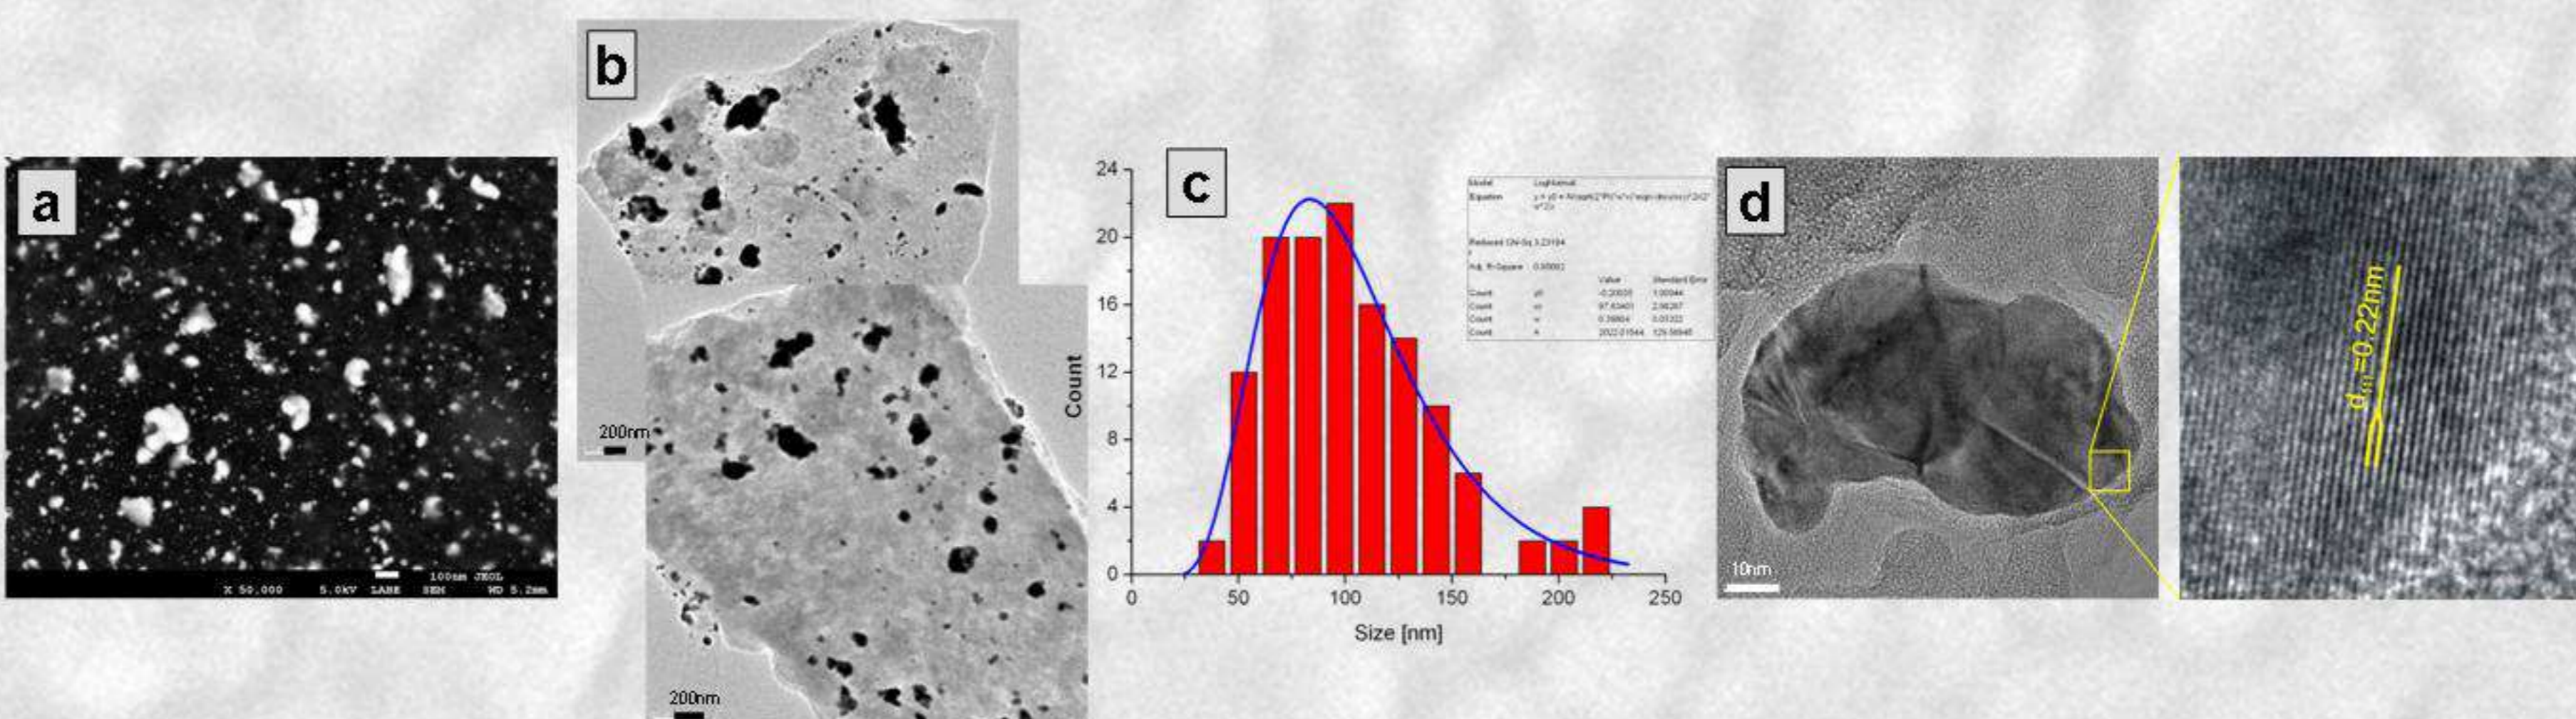 a
X 50,000 5.0kV LABE SEM WD 5.2mm
100nm JEOL
b
200nm
200nm
c
24
20
16
12
8
4
0
Count
0 50 100 150 200 250
Size [nm]
Model LogNormal
Equation
Reduced Chi-Sq
Adj. R-Square
Value Standard Error
Count
Count
Count
Count
d
10nm
=0.22nm